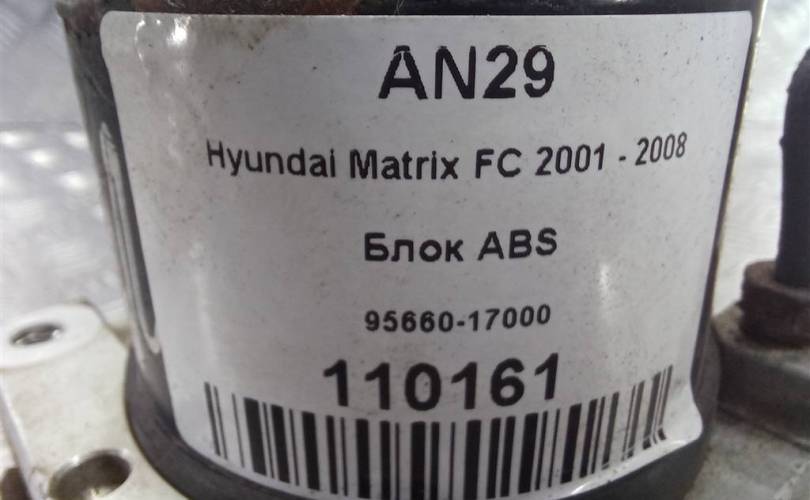 AN29
Hyundai Matrix FC 2001 - 2008
Блок ABS
95660-17000
110161